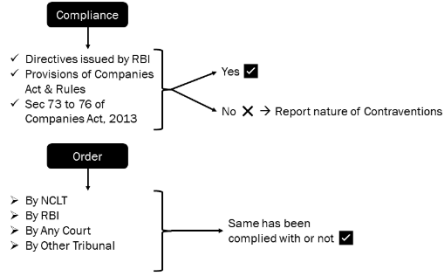 Compliance
Directives issued by RBI
Provisions of Companies
Act & Rules
Sec 73 to 76 of
Companies Act, 2013
Yes
No → Report nature of Contraventions
Order
By NCLT
By RBI
By Any Court
By Other Tribunal
Same has been
complied with or not